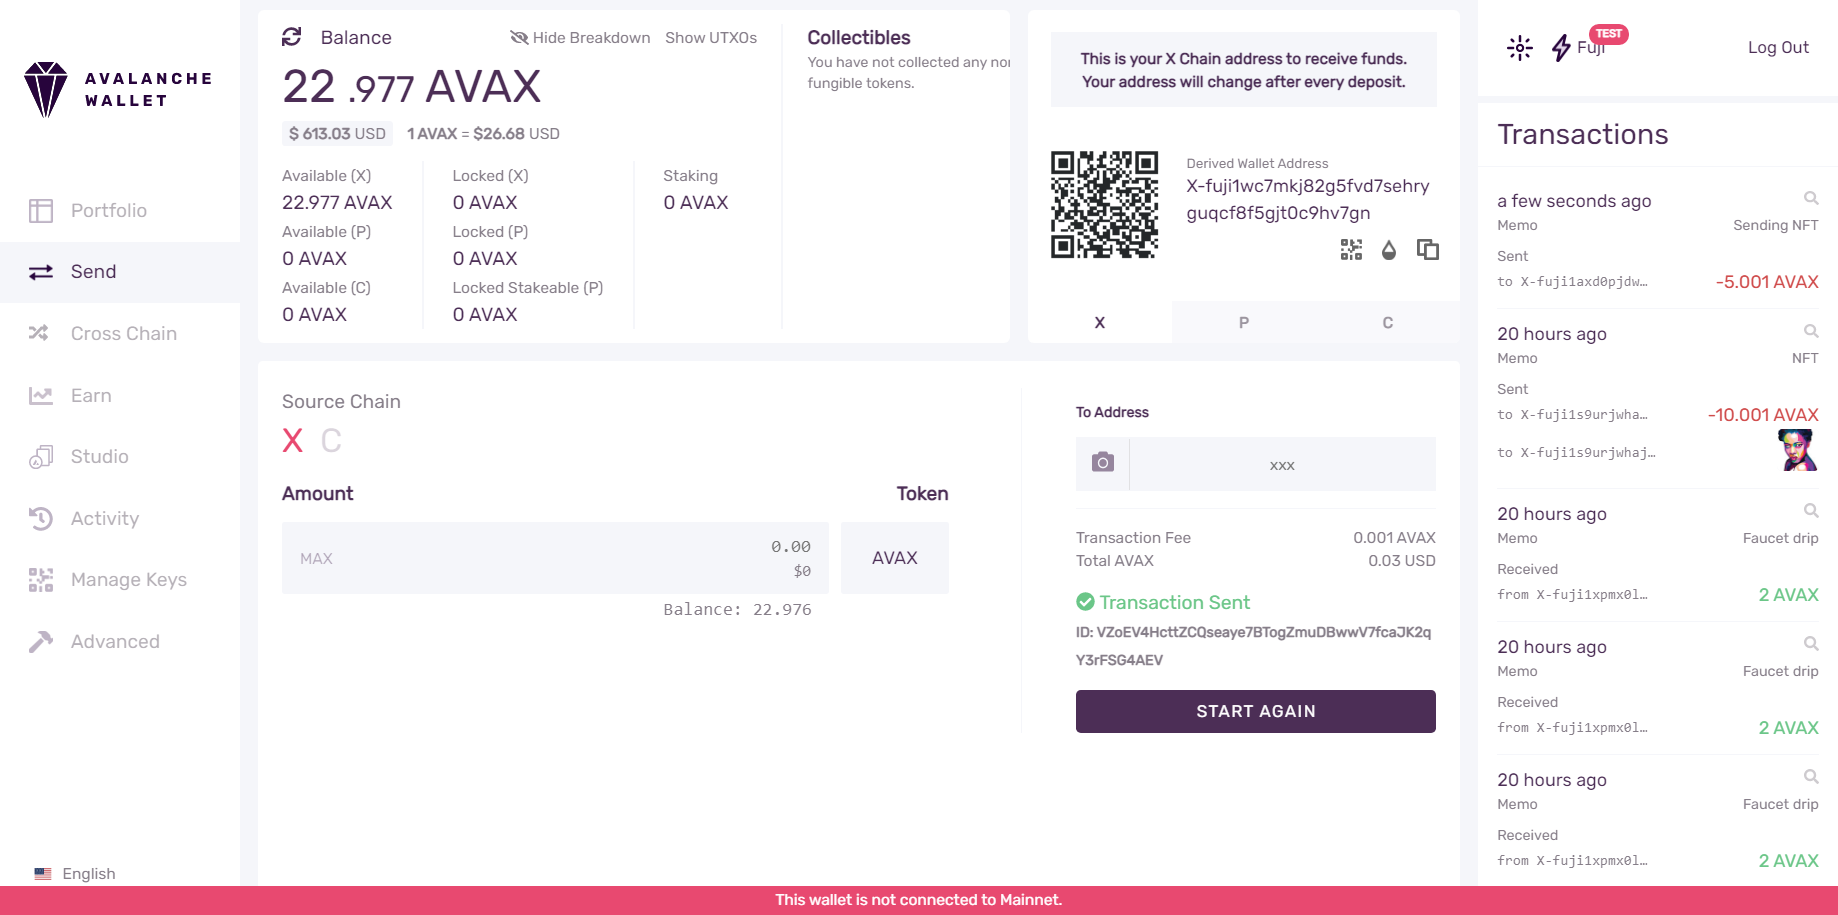 AVALANCHE
WALLET
Portfolio
Send
Cross Chain
Earn
Studio
Activity
Manage Keys
Advanced
English
Balance
Hide Breakdown
Show UTXOs
22 .977 AVAX
$ 613.03 USD
1 AVAX = $26.68 USD
Available (X)
22.977 AVAX
Available (P)
0 AVAX
Available (C)
0 AVAX
Locked (X)
0 AVAX
Locked (P)
0 AVAX
Locked Stakeable (P)
0 AVAX
Staking
0 AVAX
Collectibles
You have not collected any non
fungible tokens.
This is your X Chain address to receive funds.
Your address will change after every deposit.
Derived Wallet Address
X-fuji1wc7mkj82g5fvd7sehry
guqcf8f5gjt0c9hv7gn
X
P
C
Source Chain
X C
Amount
Token
MAX
0.00
$0
AVAX
Balance: 22.976
To Address
xxx
Transaction Fee 0.001 AVAX
Total AVAX 0.03 USD
Transaction Sent
ID: VZoEV4HcttZCQseaye7BTogZmuDBwwV7fcaJK2q
Y3rFSG4AEV
START AGAIN
Fuji
TEST
Log Out
Transactions
a few seconds ago
Memo Sending NFT
Sent
to X-fuji1axd0pjdw… -5.001 AVAX
20 hours ago
Memo NFT
Sent
to X-fuji1s9urjwha… -10.001 AVAX
to X-fuji1s9urjwhaj…
20 hours ago
Memo Faucet drip
Received
from X-fuji1xpmx0l… 2 AVAX
20 hours ago
Memo Faucet drip
Received
from X-fuji1xpmx0l… 2 AVAX
20 hours ago
Memo Faucet drip
Received
from X-fuji1xpmx0l… 2 AVAX
This wallet is not connected to Mainnet.